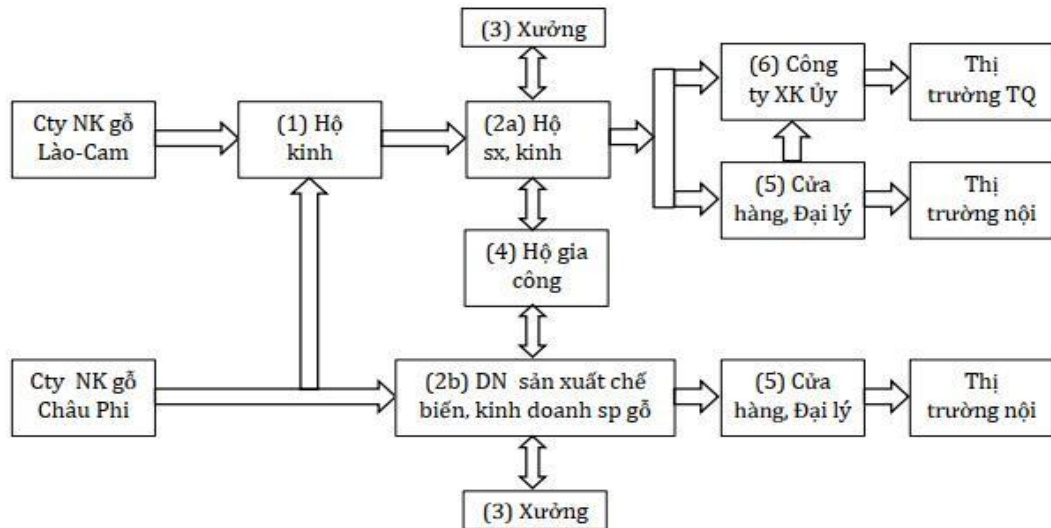 (3) Xưởng
(6) Công
ty XK Ủy
Thị
trường TQ
Cty NK gỗ
Lào-Cam
(1) Hộ
kinh
(2a) Hộ
sx, kinh
(5) Cửa
hàng, Đại lý
Thị
trường nội
(4) Hộ gia
công
Cty NK gỗ
Châu Phi
(2b) DN sản xuất chế
biến, kinh doanh sp gỗ
(5) Cửa
hàng, Đại lý
Thị
trường nội
(3) Xưởng